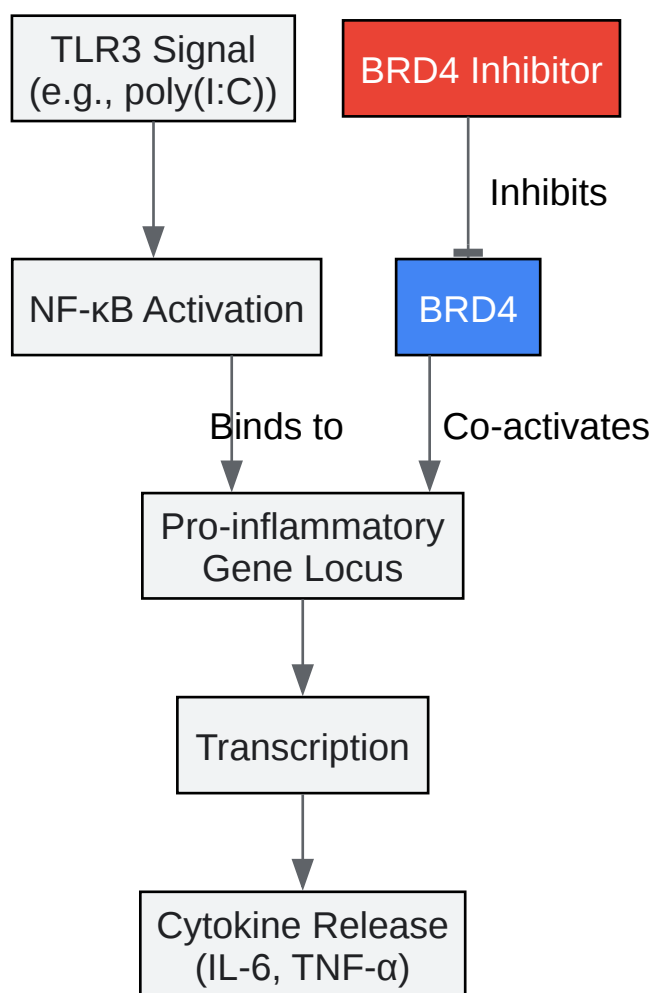 TLR3 Signal
(e.g., poly(I:C))
BRD4 Inhibitor
Inhibits
NF-κB Activation
BRD4
Binds to
Co-activates
Pro-inflammatory
Gene Locus
Transcription
Cytokine Release
(IL-6, TNF-α)